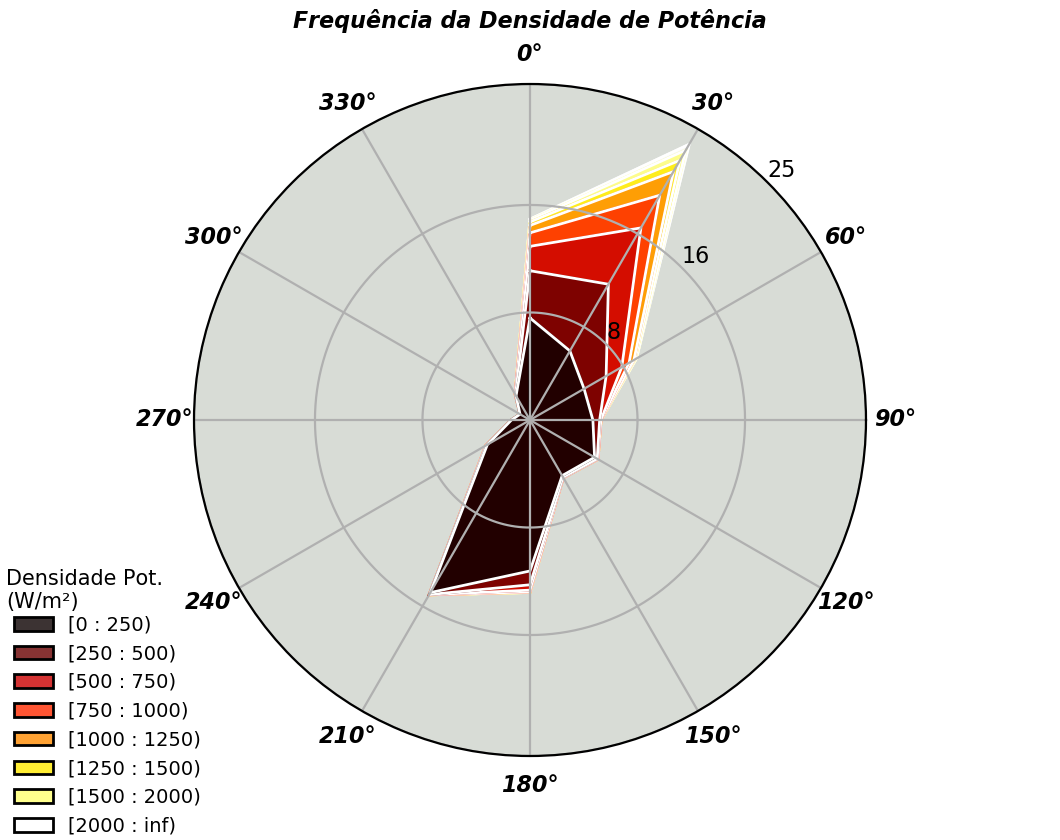 Frequência da Densidade de Potência
0°
330°
30°
25
300°
60°
16
8
270°
90°
240°
120°
210°
150°
180°
Densidade Pot.
(W/m²)
[0 : 250)
[250 : 500)
[500 : 750)
[750 : 1000)
[1000 : 1250)
[1250 : 1500)
[1500 : 2000)
[2000 : inf)